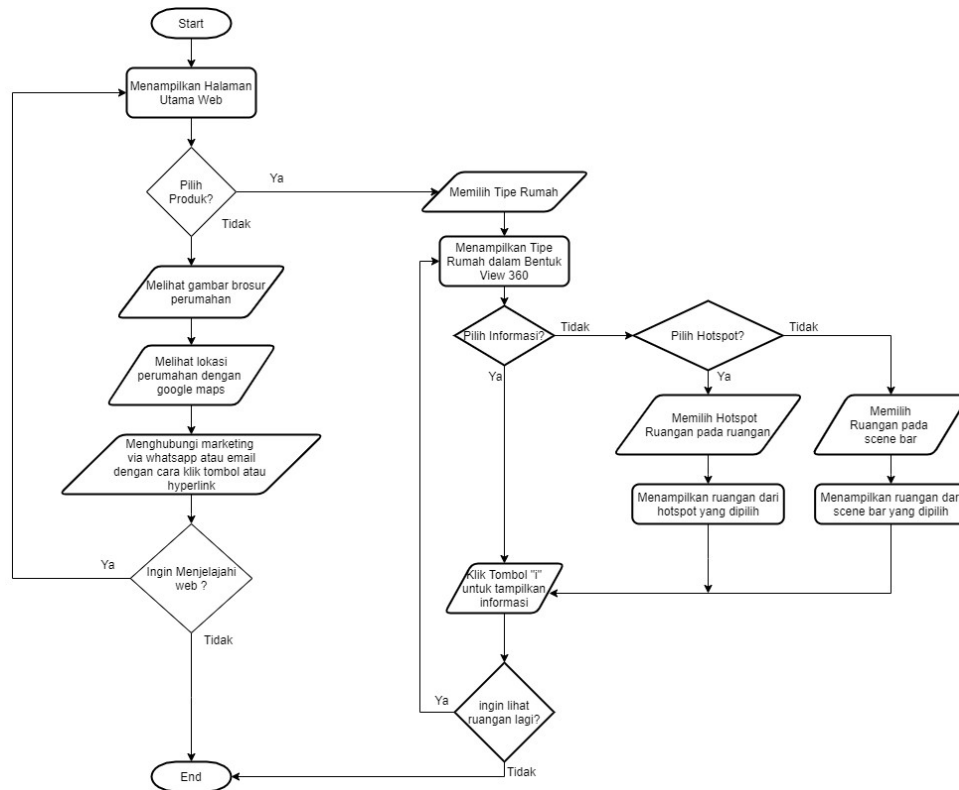 Start
Menampilkan Halaman
Utama Web
Pilih
Produk?
Ya
Tidak
Memilih Tipe Rumah
Menampilkan Tipe
Rumah dalam Bentuk
View 360
Melihat gambar brosur
perumahan
Pilih Informasi?
Tidak
Ya
Pilih Hotspot?
Tidak
Ya
Melihat lokasi
perumahan dengan
google maps
Memilih Hotspot
Ruangan pada ruangan
Memilih
Ruangan pada
scene bar
Menghubungi marketing
via whatsapp atau email
dengan cara klik tombol atau
hyperlink
Menampilkan ruangan dari
hotspot yang dipilih
Menampilkan ruangan dari
scene bar yang dipilih
Ya
Ingin Menjelajahi
web ?
Tidak
Klik Tombol "i"
untuk tampilkan
informasi
Ya
ingin lihat
ruangan lagi?
Tidak
End